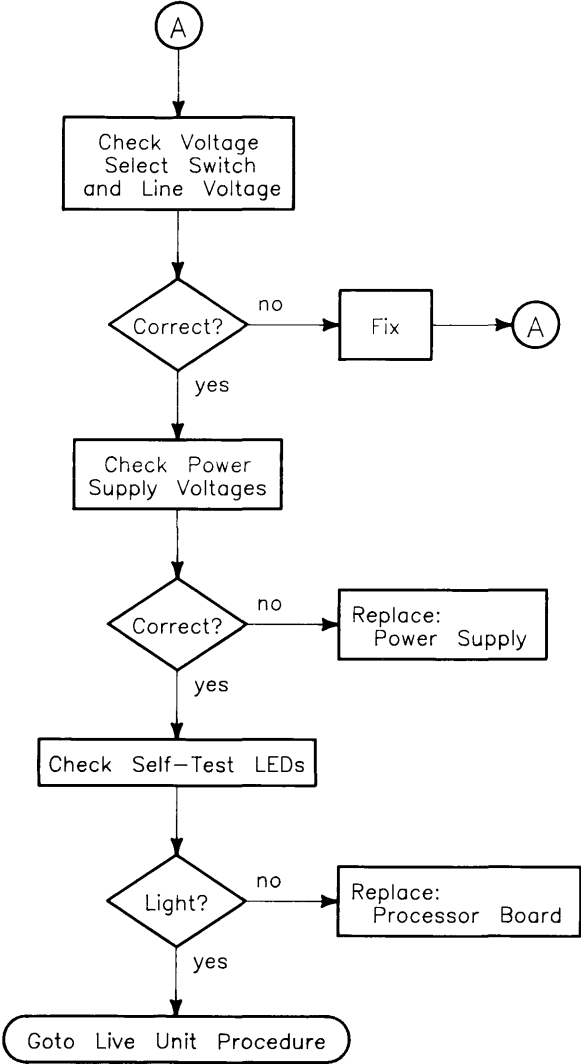 A
Check Voltage
Select Switch
and Line Voltage
Correct?
no
Fix
A
yes
Check Power
Supply Voltages
Correct?
no
Replace:
Power Supply
yes
Check Self-Test LEDs
Light?
no
Replace:
Processor Board
yes
Goto Live Unit Procedure